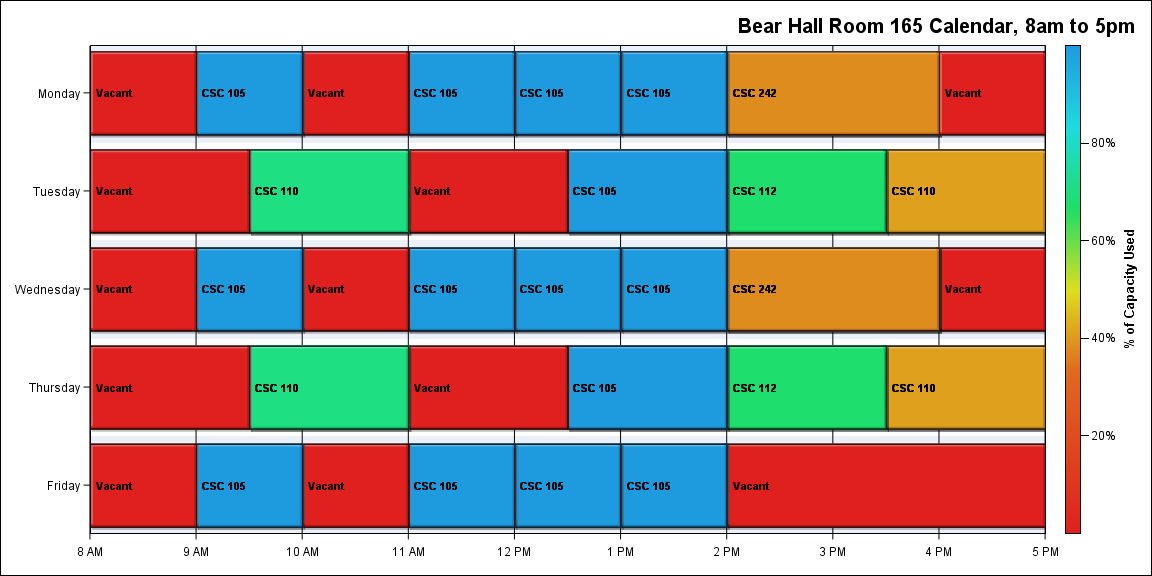 Bear Hall Room 165 Calendar, 8am to 5pm
Monday
Vacant
CSC 105
Vacant
CSC 105
CSC 105
CSC 105
CSC 242
Vacant
Tuesday
Vacant
CSC 110
Vacant
CSC 105
CSC 112
CSC 110
Wednesday
Vacant
CSC 105
Vacant
CSC 105
CSC 105
CSC 105
CSC 242
Vacant
Thursday
Vacant
CSC 110
Vacant
CSC 105
CSC 112
CSC 110
Friday
Vacant
CSC 105
Vacant
CSC 105
CSC 105
CSC 105
Vacant
8 AM
9 AM
10 AM
11 AM
12 PM
1 PM
2 PM
3 PM
4 PM
5 PM
80%
60%
40%
20%
% of Capacity Used